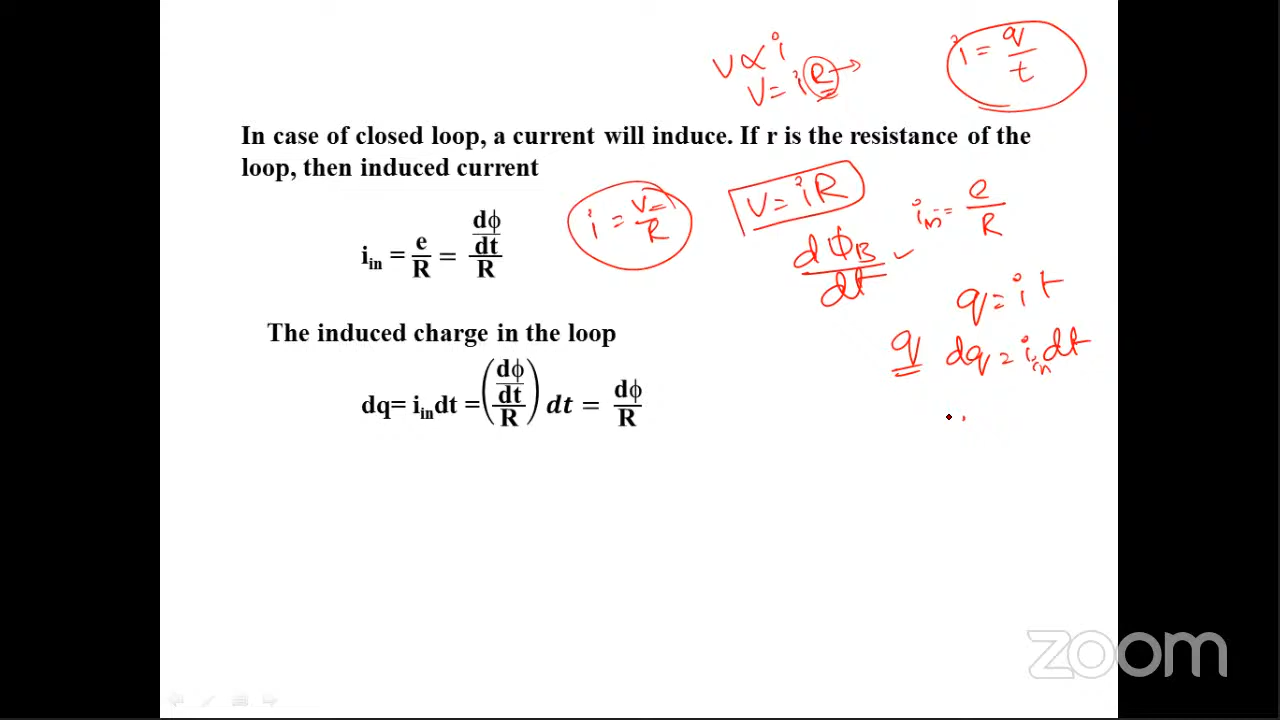 V ∝ i
V = iR →
i = q/t
In case of closed loop, a current will induce. If r is the resistance of the
loop, then induced current
i = V/R
V = iR
i_in = e/R
i_in = e/R = (dϕ/dt)/R
dϕ_B/dt ✓
q = it
The induced charge in the loop
q dq = i_in dt
dq= i_in dt = ((dϕ/dt)/R) dt = dϕ/R
zoom